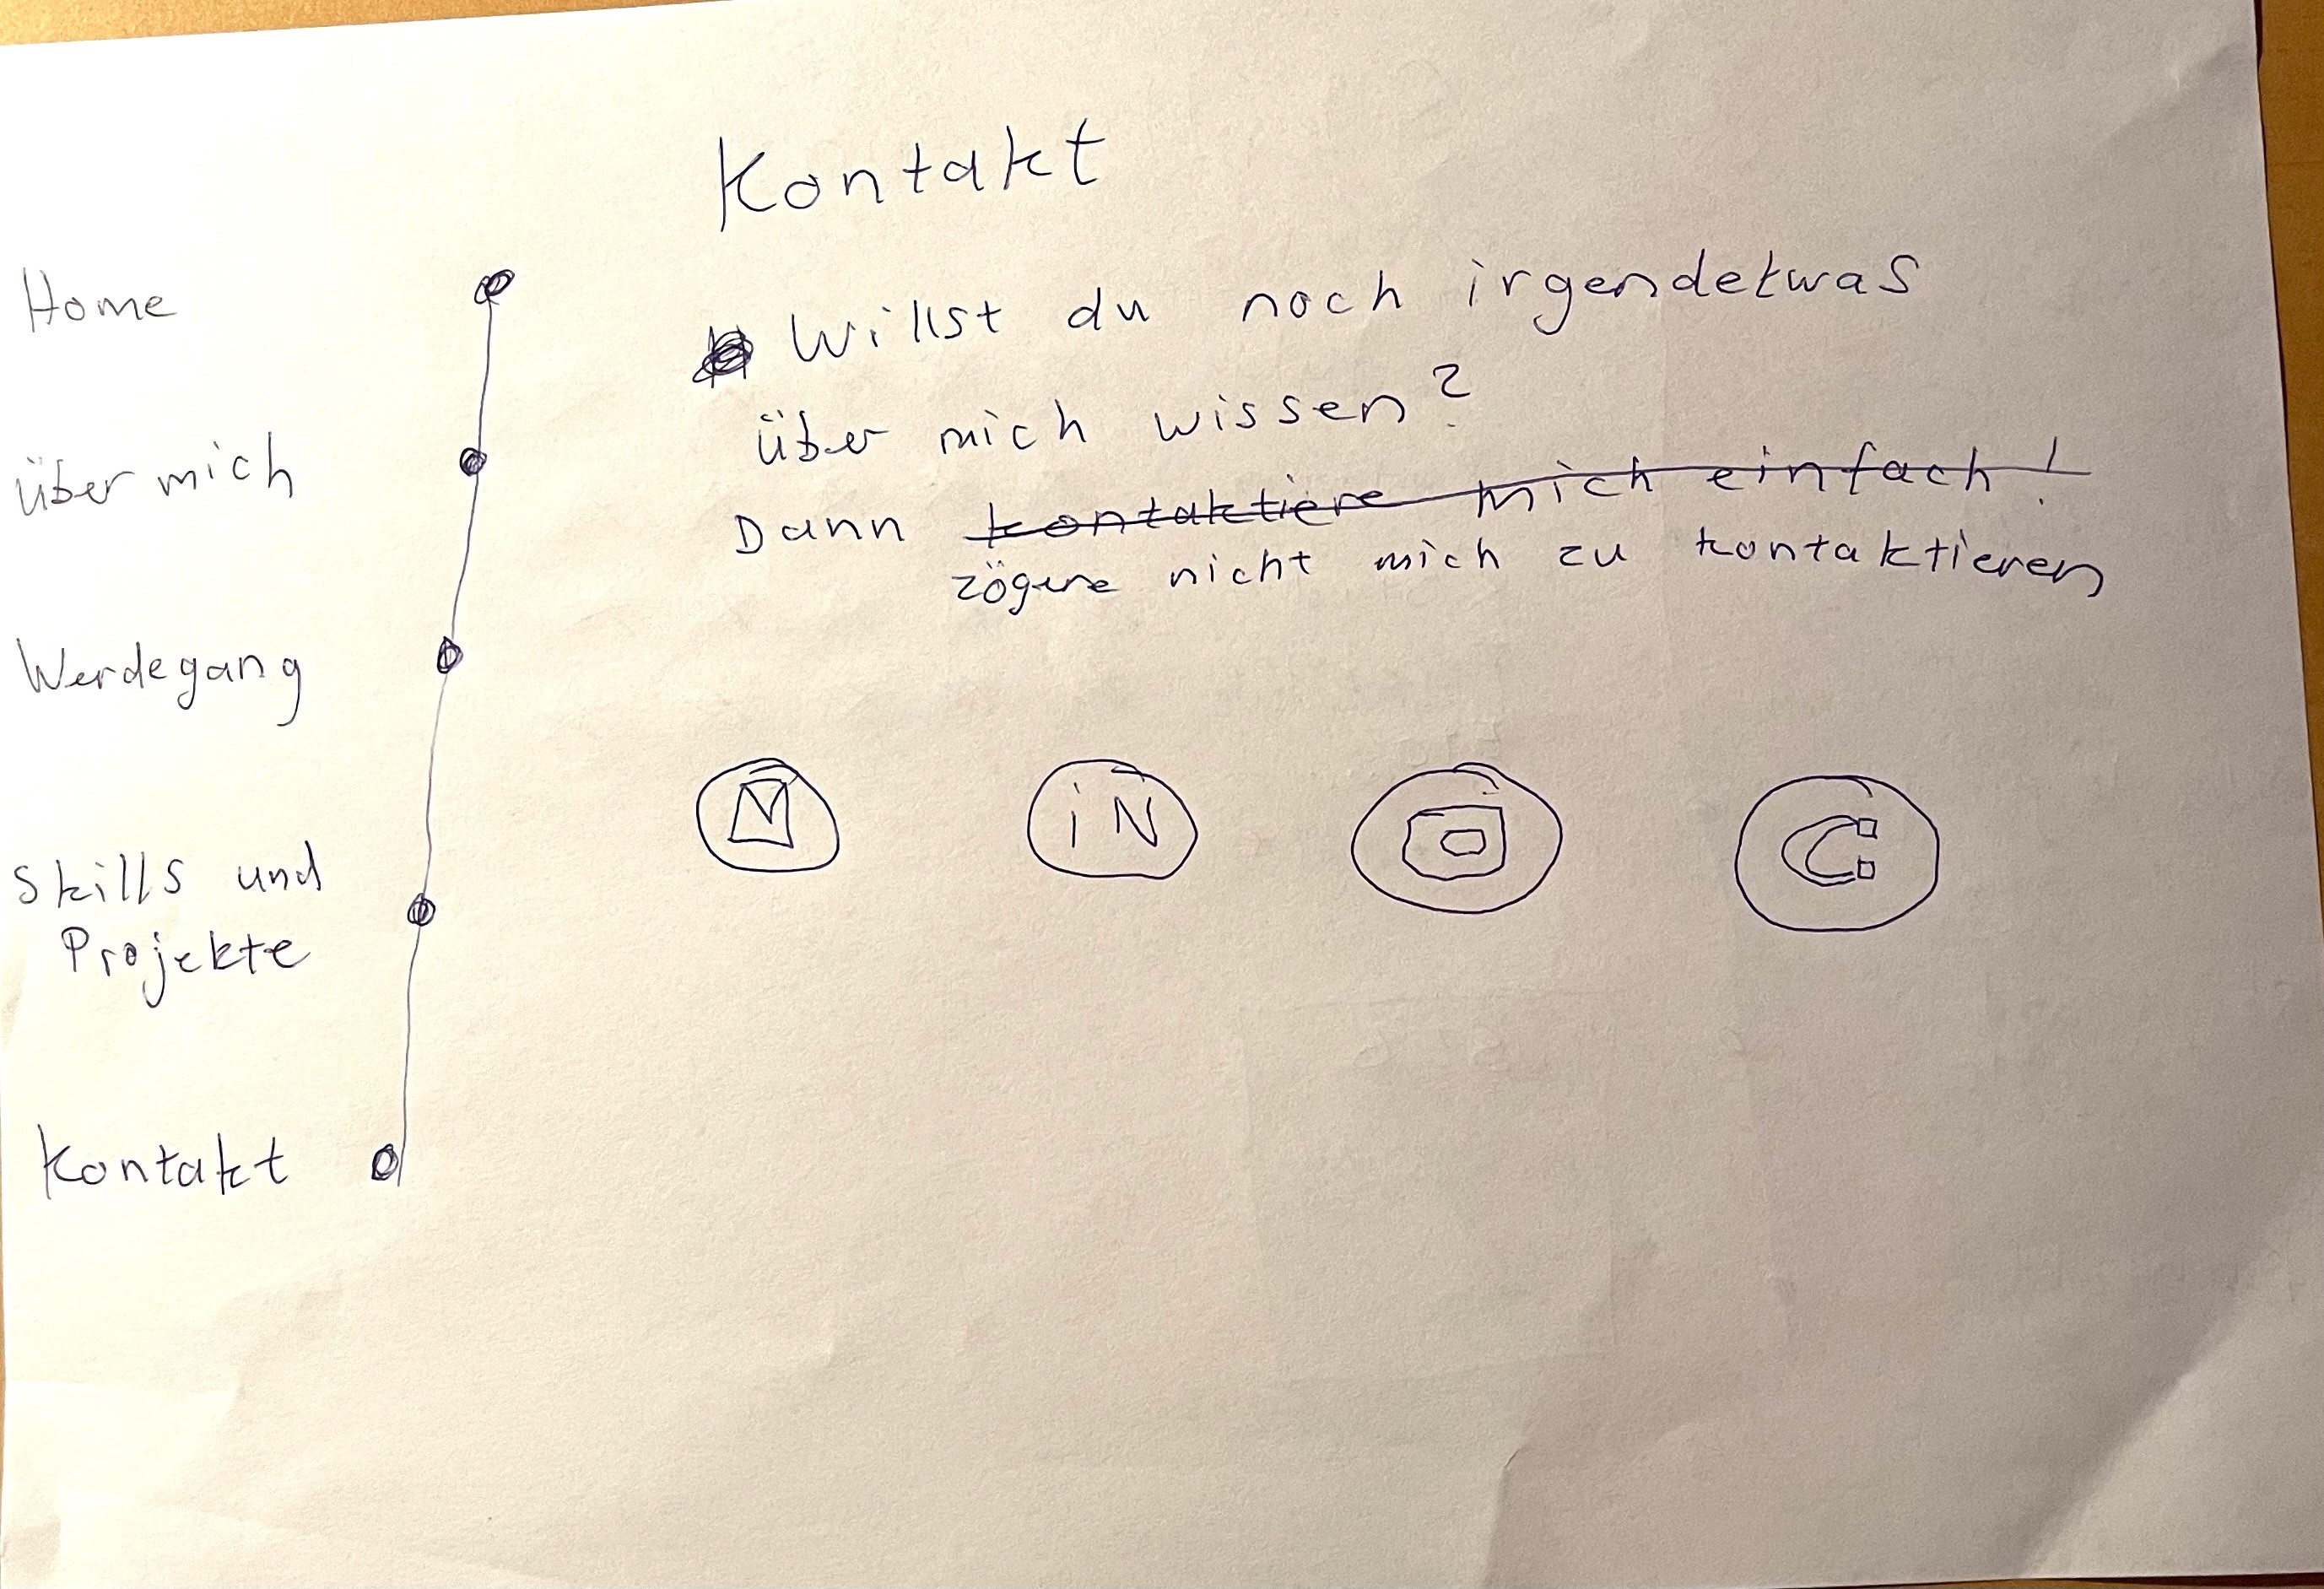 Kontakt
Home
Willst du noch irgendetwas
über mich wissen?
über mich
Dann kontaktiere mich einfach!
zögere nicht mich zu kontaktieren
Werdegang
iN
Skills und
Projekte
Kontakt